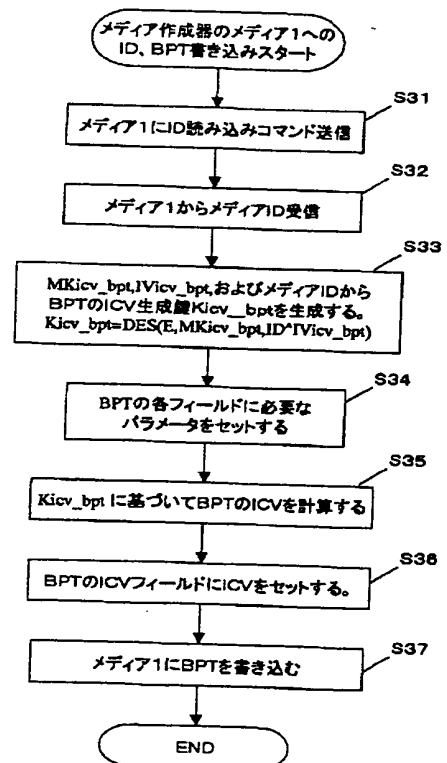 メディア作成器のメディア1への
ID、BPT書き込みスタート
S31
メディア1にID読み込みコマンド送信
S32
メディア1からメディアID受信
S33
MKicv_bpt,IVicv_bpt,およびメディアIDから
BPTのICV生成鍵Kicv__bptを生成する。
Kicv_bpt=DES(E,MKicv_bpt,ID^IVicv_bpt)
S34
BPTの各フィールドに必要な
パラメータをセットする
S35
Kicv_bpt に基づいてBPTのICVを計算する
S36
BPTのICVフィールドにICVをセットする。
S37
メディア1にBPTを書き込む
END